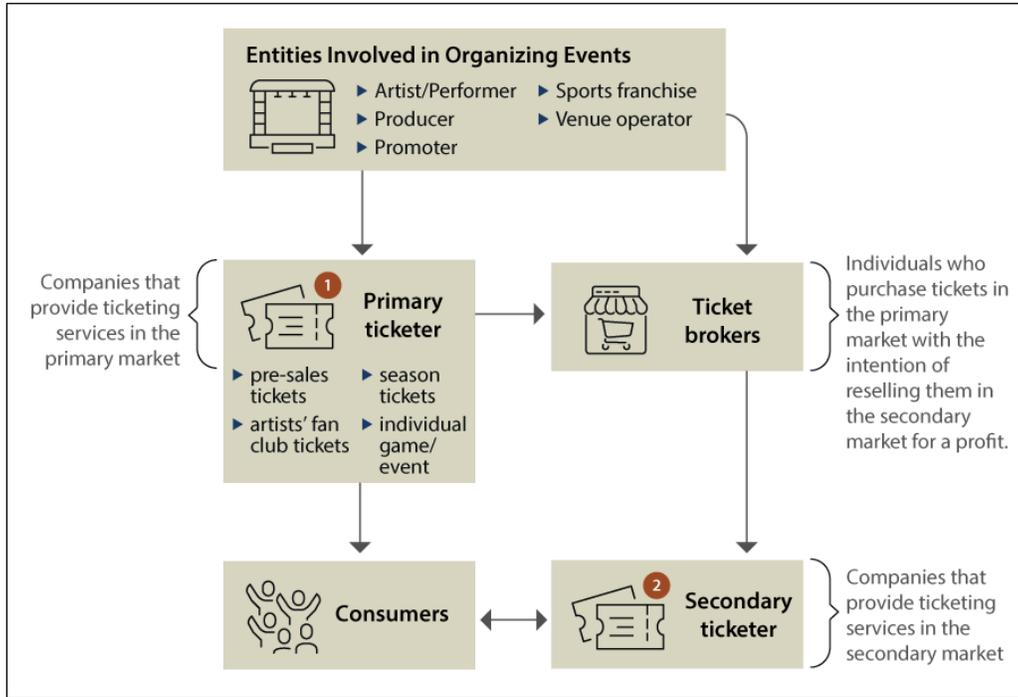 Entities Involved in Organizing Events
Artist/Performer
Producer
Promoter
Sports franchise
Venue operator
Companies that
provide ticketing
services in the
primary market
1
Primary
ticketer
pre-sales
tickets
artists’ fan
club tickets
season
tickets
individual
game/
event
Ticket
brokers
Individuals who
purchase tickets in
the primary
market with the
intention of
reselling them in
the secondary
market for a profit.
Consumers
2
Secondary
ticketer
Companies that
provide ticketing
services in the
secondary market